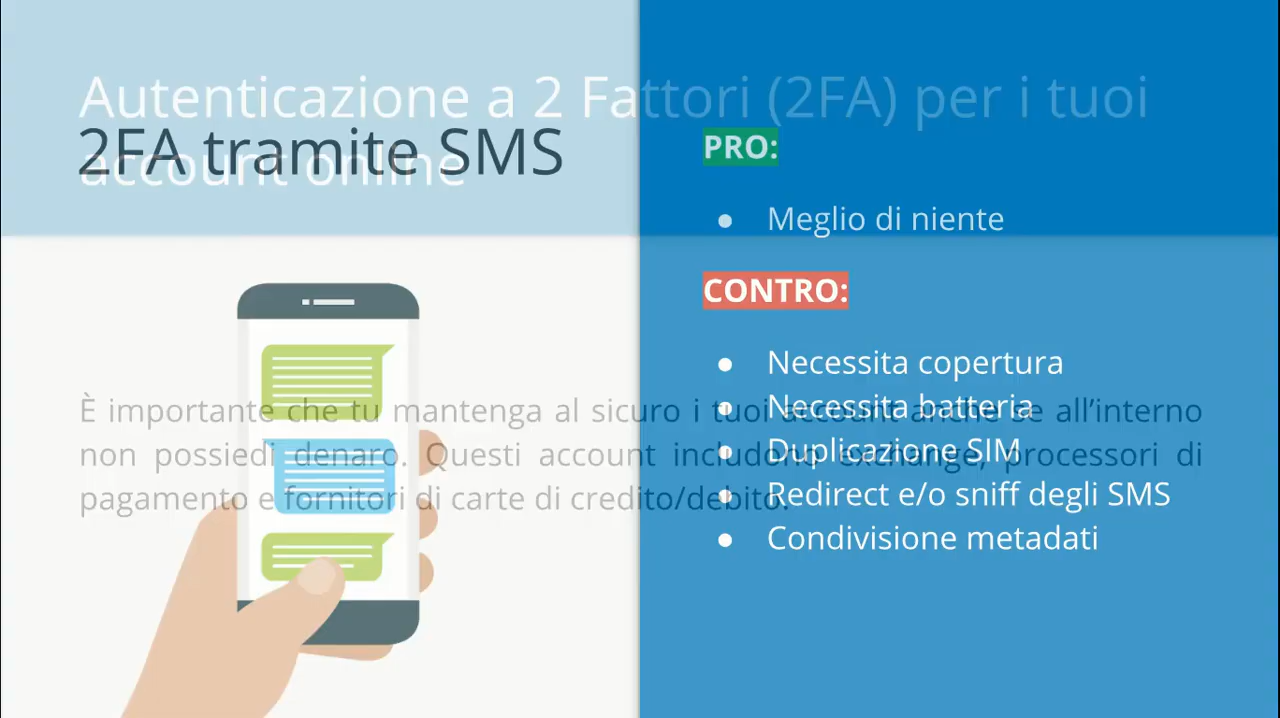 Autenticazione a 2 Fattori (2FA) per i tuoi
account online
È importante che tu mantenga al sicuro i tuoi account anche se all’interno
non possiedi denaro. Questi account includono exchange, processori di
pagamento e fornitori di carte di credito/debito.
2FA tramite SMS
PRO:
● Meglio di niente
CONTRO:
● Necessita copertura
● Necessita batteria
● Duplicazione SIM
● Redirect e/o sniff degli SMS
● Condivisione metadati